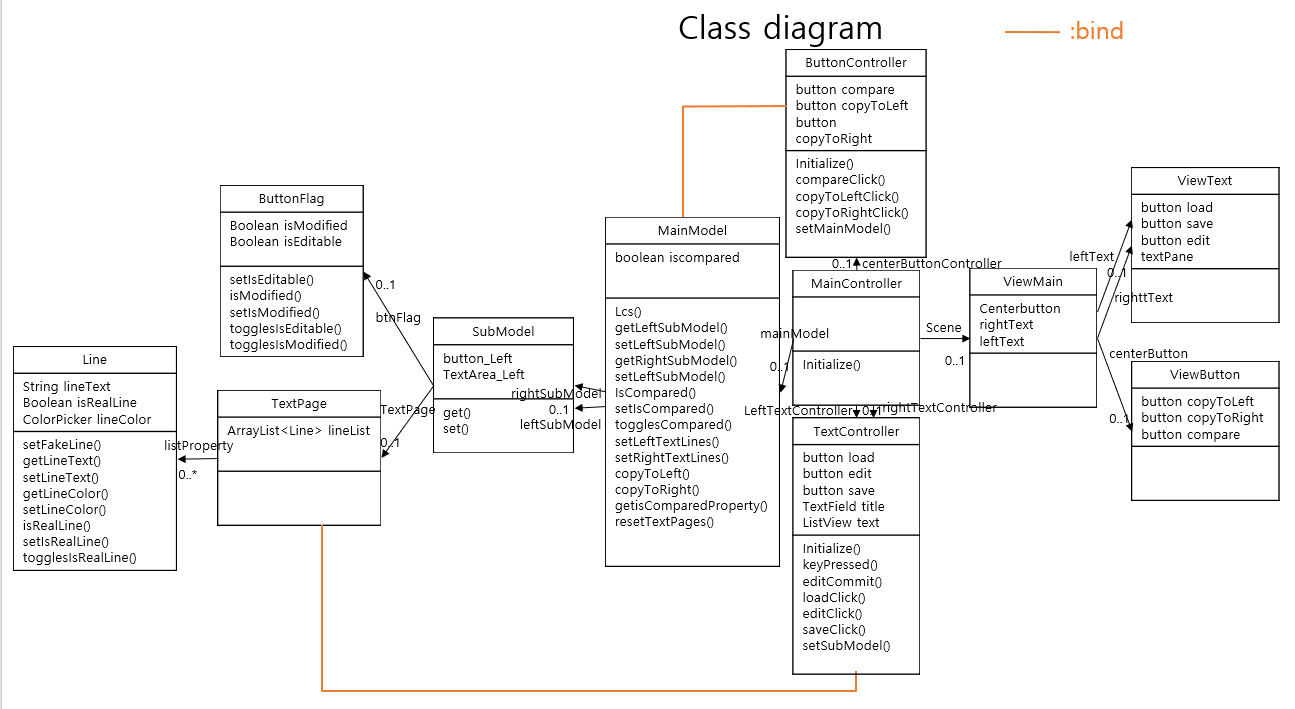 Class diagram
:bind
ButtonController
button compare
button copyToLeft
button
copyToRight
Initialize()
compareClick()
copyToLeftClick()
copyToRightClick()
setMainModel()
ButtonFlag
Boolean isModified
Boolean isEditable
setIsEditable()
isModified()
setIsModified()
togglesIsEditable()
togglesIsModified()
0..1
btnFlag
Line
String lineText
Boolean isRealLine
ColorPicker lineColor
setFakeLine()
getLineText()
setLineText()
getLineColor()
setLineColor()
isRealLine()
setIsRealLine()
togglesIsRealLine()
listProperty
0..*
TextPage
ArrayList<Line> lineList
TextPage
0..1
SubModel
button_Left
TextArea_Left
get()
set()
rightSubModel
0..1
leftSubModel
MainModel
boolean iscompared
Lcs()
getLeftSubModel()
setLeftSubModel()
getRightSubModel()
setLeftSubModel()
IsCompared()
setIsCompared()
togglesCompared()
setLeftTextLines()
setRightTextLines()
copyToLeft()
copyToRight()
getisComparedProperty()
resetTextPages()
mainModel
0..1
0..1
centerButtonController
MainController
Initialize()
Scene
0..1
LeftTextController
0..1
rightTextController
TextController
button load
button edit
button save
TextField title
ListView text
Initialize()
keyPressed()
editCommit()
loadClick()
editClick()
saveClick()
setSubModel()
ViewMain
Centerbutton
rightText
leftText
leftText
0..1
righttText
ViewText
button load
button save
button edit
textPane
centerButton
0..1
ViewButton
button copyToLeft
button copyToRight
button compare